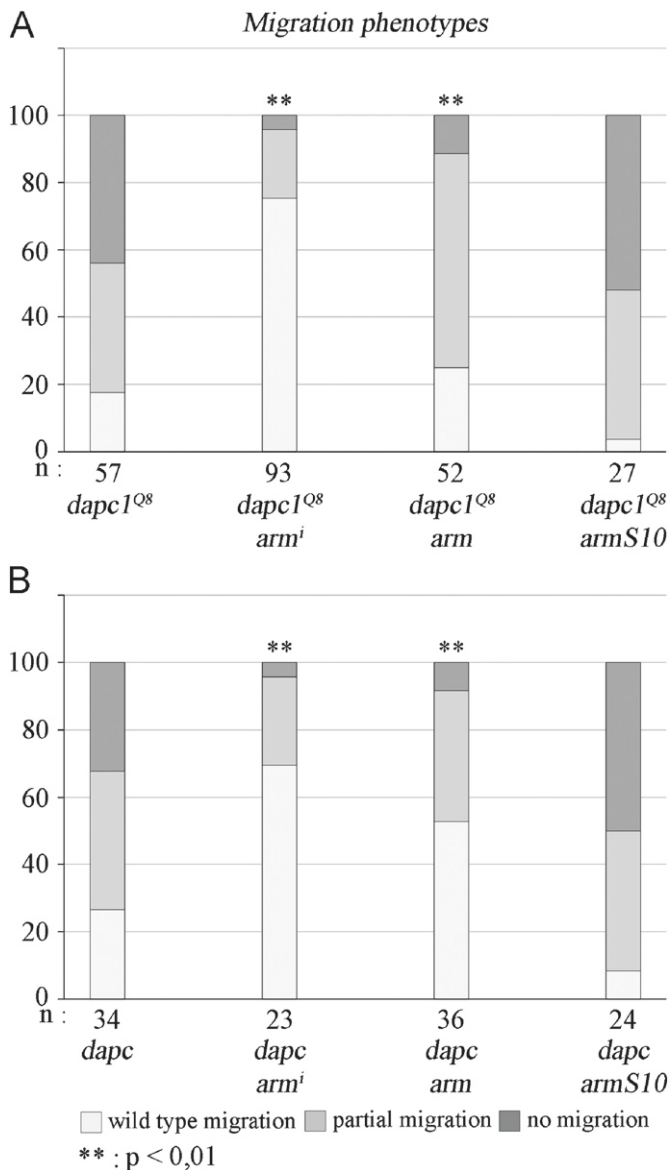 A
Migration phenotypes
** **
100
80
60
40
20
0
n : 57 93 52 27
dapc1Q8 dapc1Q8 dapc1Q8 dapc1Q8
armi arm armS10
B
** **
100
80
60
40
20
0
n : 34 23 36 24
dapc dapc dapc dapc
armi arm armS10
wild type migration partial migration no migration
** : p < 0,01